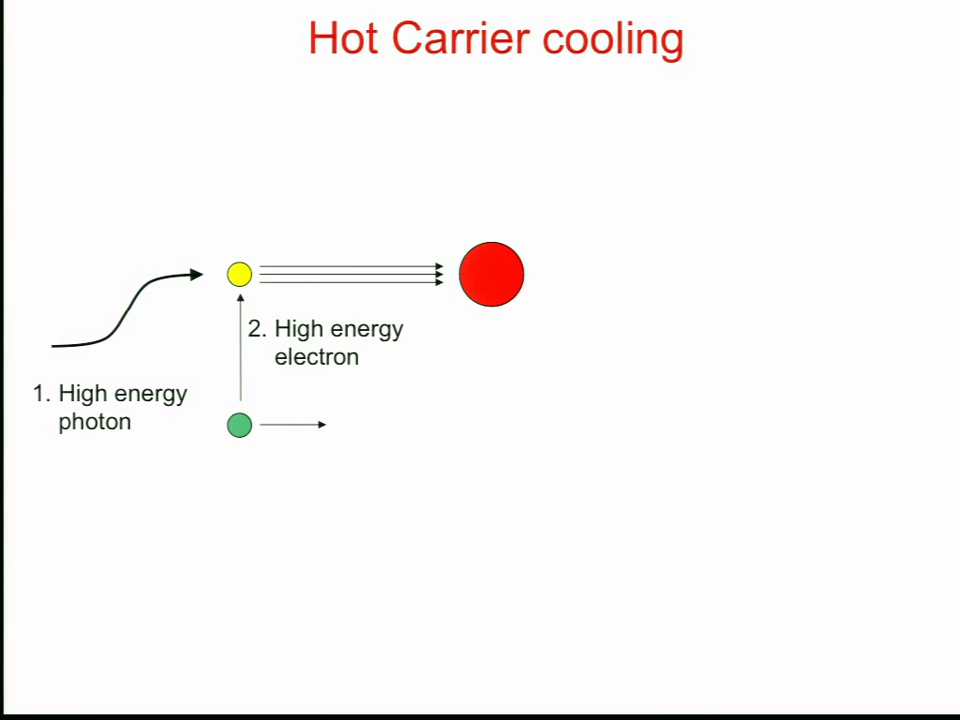 Hot Carrier cooling
2. High energy
electron
1. High energy
photon